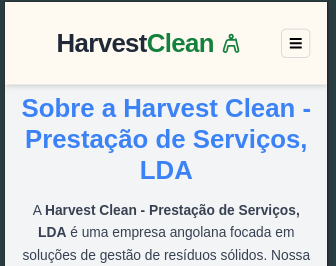 HarvestClean
Sobre a Harvest Clean -
Prestação de Serviços,
LDA
A Harvest Clean - Prestação de Serviços,
LDA é uma empresa angolana focada em
soluções de gestão de resíduos sólidos. Nossa